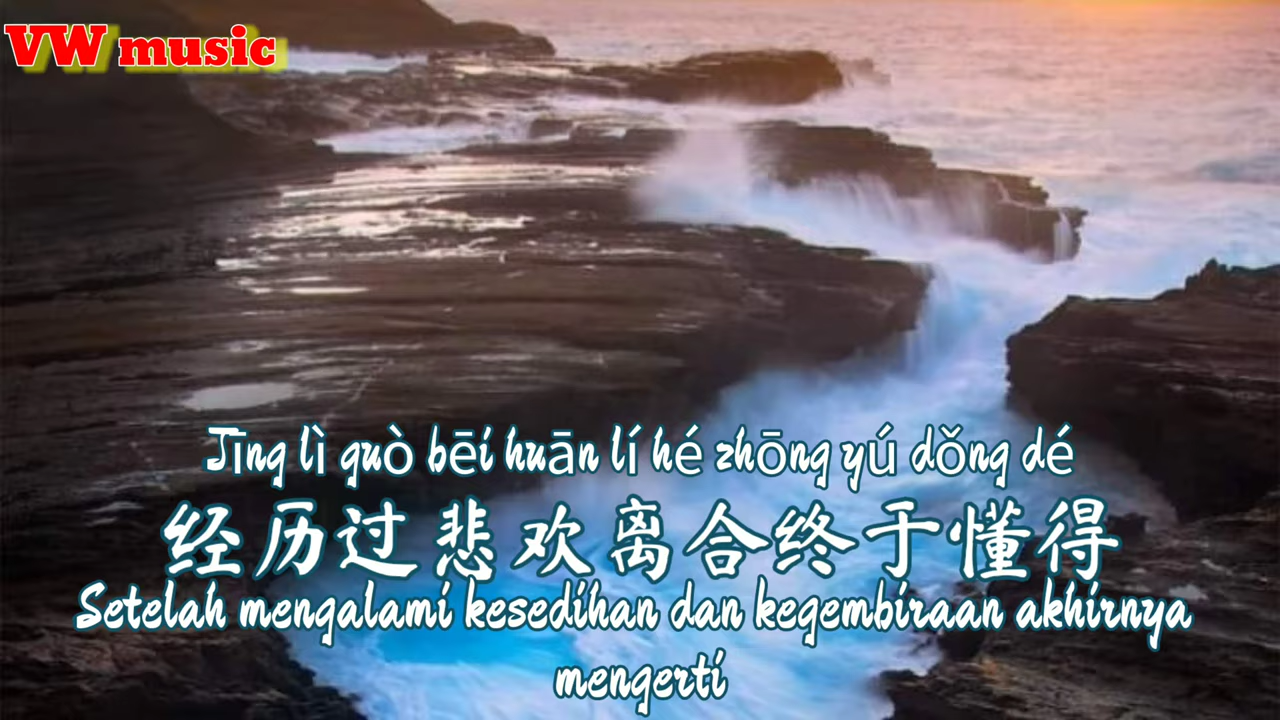 VW music
Jīng lì guò bēi huān lí hé zhōng yú dǒng dé
经历过悲欢离合终于懂得
Setelah mengalami kesedihan dan kegembiraan akhirnya
mengerti